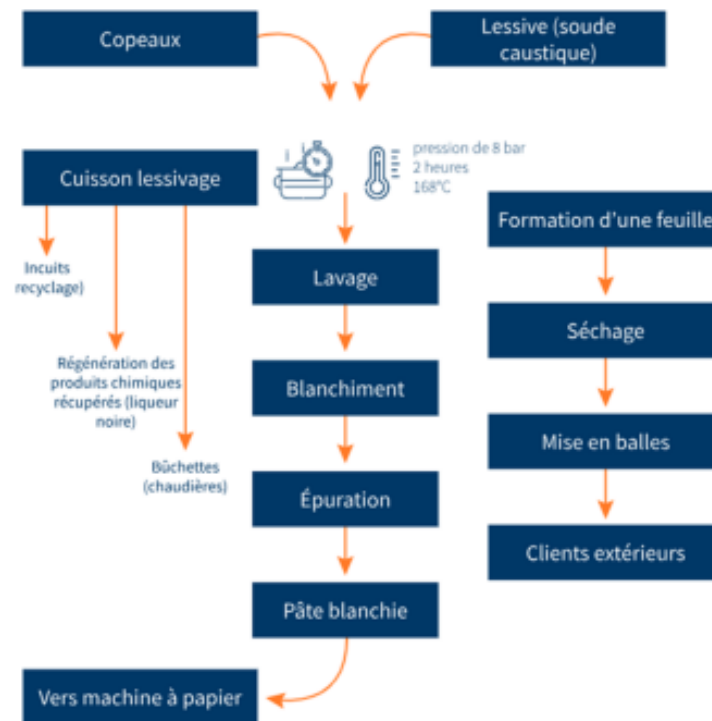 Copeaux
Lessive (soude
caustique)
pression de 8 bar
2 heures
168°C
Cuisson lessivage
Incuits
recyclage)
Régénération des
produits chimiques
récupérés (liqueur
noire)
Bûchettes
(chaudières)
Lavage
Blanchiment
Épuration
Pâte blanchie
Vers machine à papier
Formation d'une feuille
Séchage
Mise en balles
Clients extérieurs